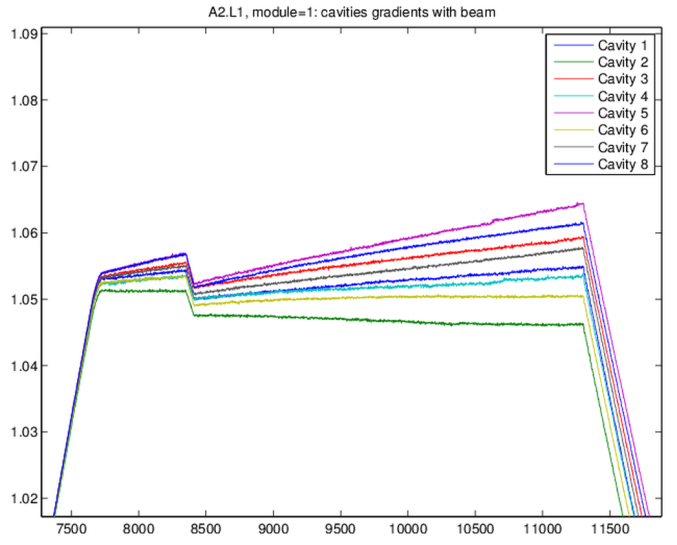 A2.L1, module=1: cavities gradients with beam
1.09
1.08
1.07
1.06
1.05
1.04
1.03
1.02
Cavity 1
Cavity 2
Cavity 3
Cavity 4
Cavity 5
Cavity 6
Cavity 7
Cavity 8
7500 8000 8500 9000 9500 10000 10500 11000 11500